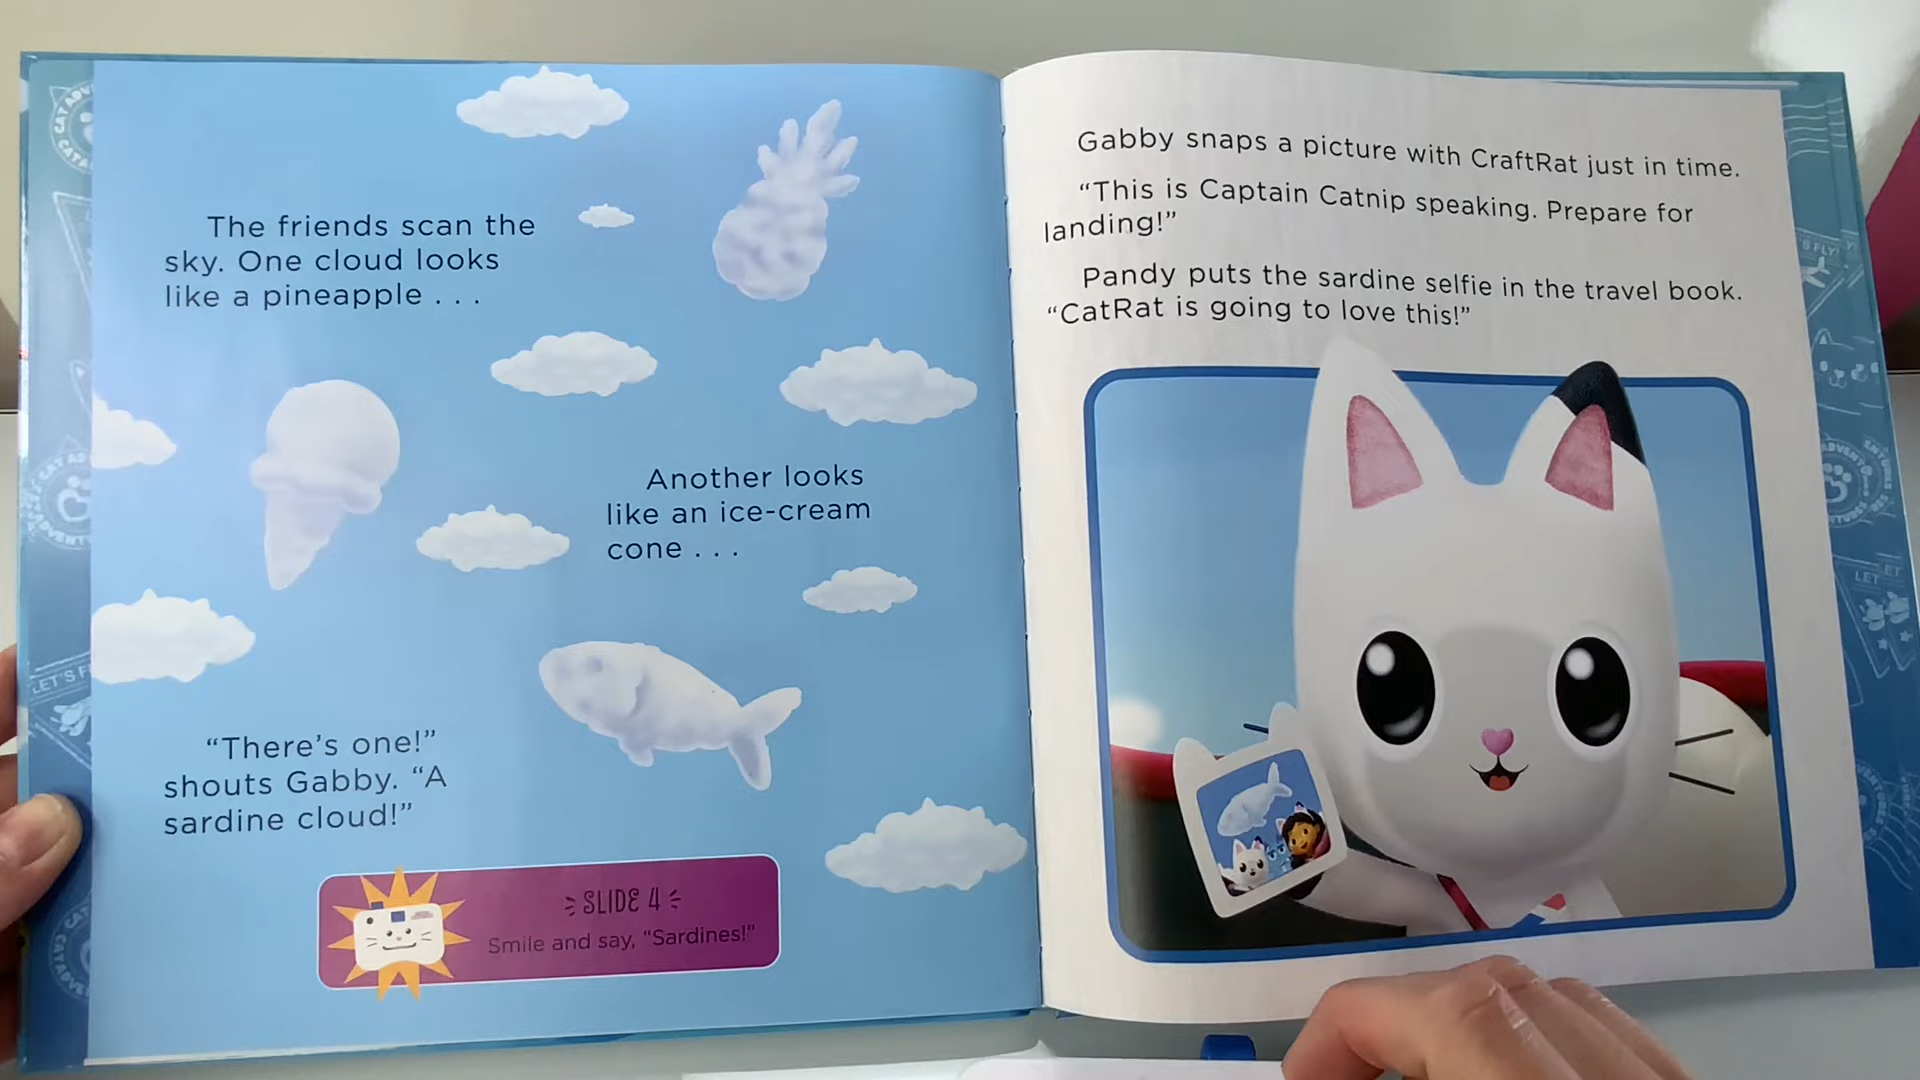 The friends scan the
sky. One cloud looks
like a pineapple . . .
Another looks
like an ice-cream
cone . . .
“There’s one!”
shouts Gabby. “A
sardine cloud!”
SLIDE 4
Smile and say, “Sardines!”
Gabby snaps a picture with CraftRat just in time.
“This is Captain Catnip speaking. Prepare for
landing!”
Pandy puts the sardine selfie in the travel book.
“CatRat is going to love this!”